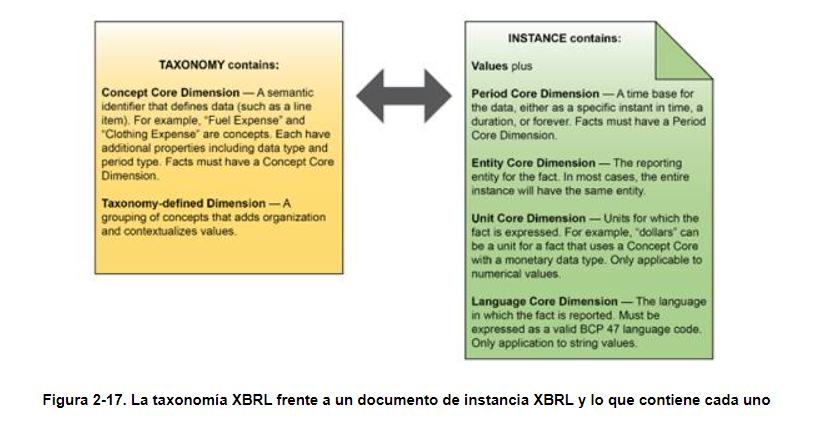 TAXONOMY contains:
Concept Core Dimension — A semantic
identifier that defines data (such as a line
item). For example, “Fuel Expense” and
“Clothing Expense” are concepts. Each have
additional properties including data type and
period type. Facts must have a Concept Core
Dimension.
Taxonomy-defined Dimension — A
grouping of concepts that adds organization
and contextualizes values.
INSTANCE contains:
Values plus
Period Core Dimension — A time base for
the data, either as a specific instant in time, a
duration, or forever. Facts must have a Period
Core Dimension.
Entity Core Dimension — The reporting
entity for the fact. In most cases, the entire
instance will have the same entity.
Unit Core Dimension — Units for which the
fact is expressed. For example, “dollars” can
be a unit for a fact that uses a Concept Core
with a monetary data type. Only applicable to
numerical values.
Language Core Dimension — The language
in which the fact is reported. Must be
expressed as a valid BCP 47 language code.
Only application to string values.
Figura 2-17. La taxonomía XBRL frente a un documento de instancia XBRL y lo que contiene cada uno